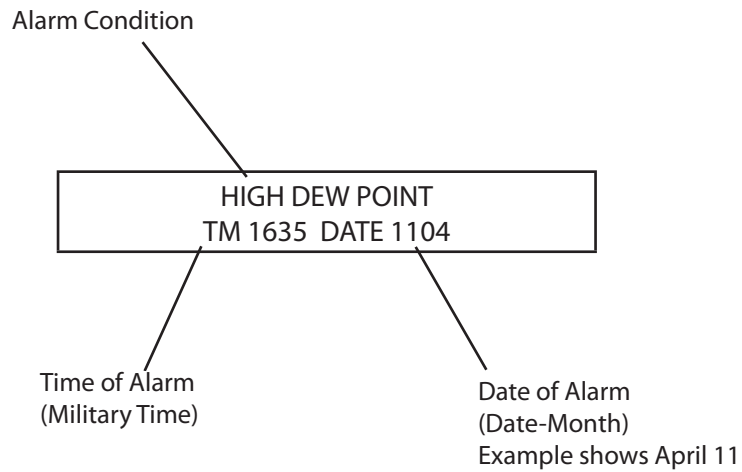 Alarm Condition
HIGH DEW POINT
TM 1635 DATE 1104
Time of Alarm
(Military Time)
Date of Alarm
(Date-Month)
Example shows April 11